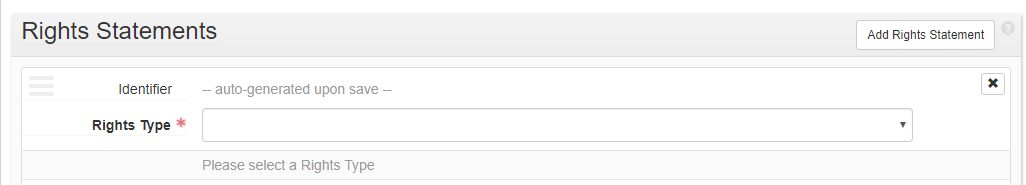 Rights Statements
Add Rights Statement
?
Identifier -- auto-generated upon save --
Rights Type *
Please select a Rights Type